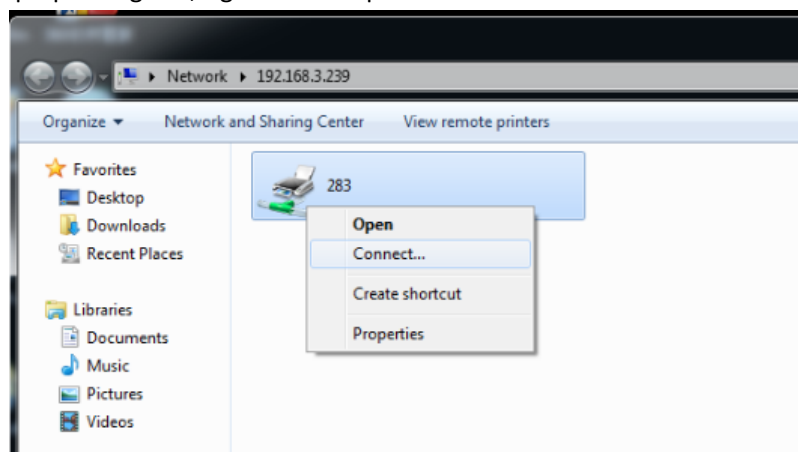 Network ▸ 192.168.3.239
Organize Network and Sharing Center View remote printers
Favorites
Desktop
Downloads
Recent Places
Libraries
Documents
Music
Pictures
Videos
283
Open
Connect...
Create shortcut
Properties